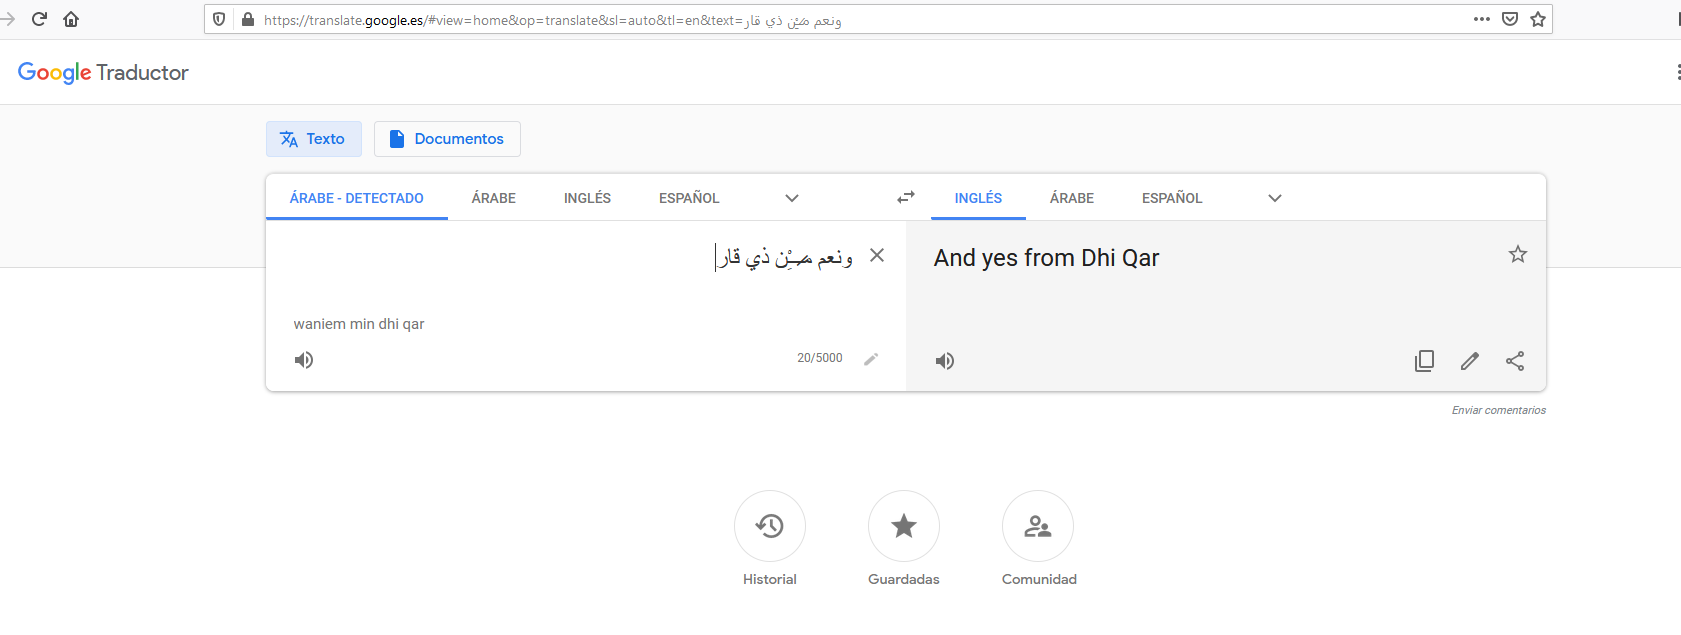 https://translate.google.es/#view=home&op=translate&sl=auto&tl=en&text=ونعم مَـيْن ذي قار
Google Traductor
Texto
Documentos
ÁRABE - DETECTADO
ÁRABE
INGLÉS
ESPAÑOL
INGLÉS
ÁRABE
ESPAÑOL
ونعم ذي قار
And yes from Dhi Qar
waniem min dhi qar
20/5000
Enviar comentarios
Historial
Guardadas
Comunidad